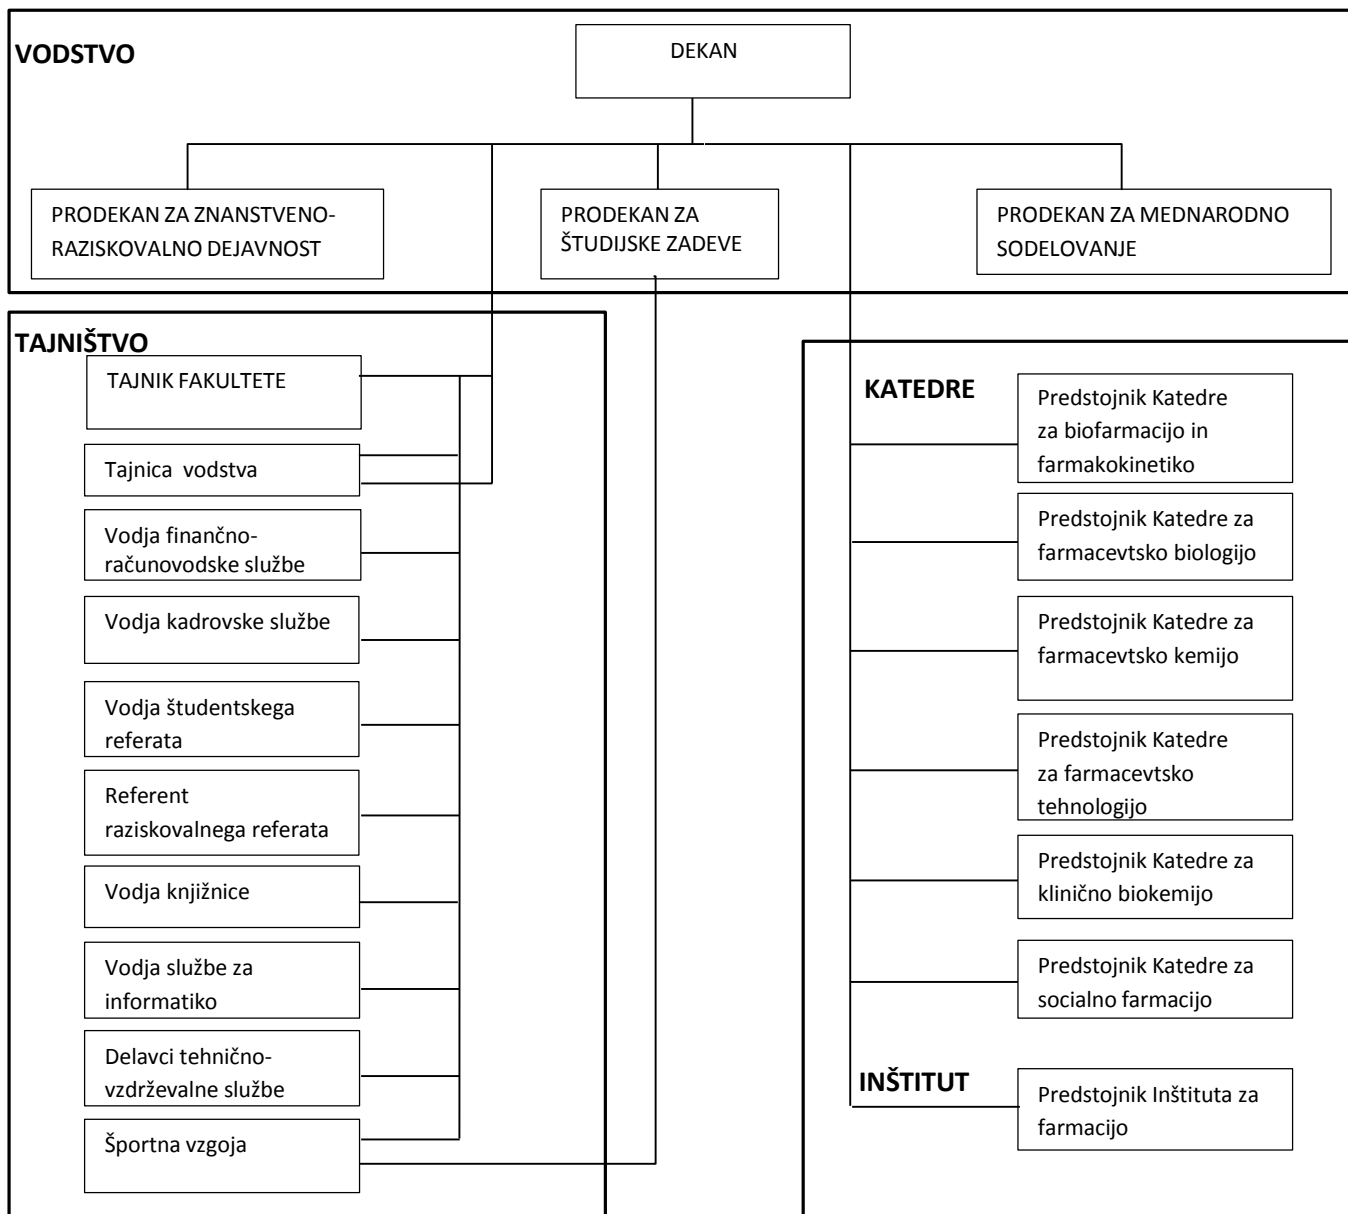 VODSTVO
DEKAN
PRODEKAN ZA ZNANSTVENO-
RAZISKOVALNO DEJAVNOST
PRODEKAN ZA
ŠTUDIJSKE ZADEVE
PRODEKAN ZA MEDNARODNO
SODELOVANJE
TAJNIŠTVO
TAJNIK FAKULTETE
Tajnica  vodstva
Vodja finančno-
računovodske službe
Vodja kadrovske službe
Vodja študentskega
referata
Referent
raziskovalnega referata
Vodja knjižnice
Vodja službe za
informatiko
Delavci tehnično-
vzdrževalne službe
Športna vzgoja
KATEDRE
Predstojnik Katedre
za biofarmacijo in
farmakokinetiko
Predstojnik Katedre za
farmacevtsko biologijo
Predstojnik Katedre za
farmacevtsko kemijo
Predstojnik Katedre
za farmacevtsko
tehnologijo
Predstojnik Katedre za
klinično biokemijo
Predstojnik Katedre za
socialno farmacijo
INŠTITUT
Predstojnik Inštituta za
farmacijo